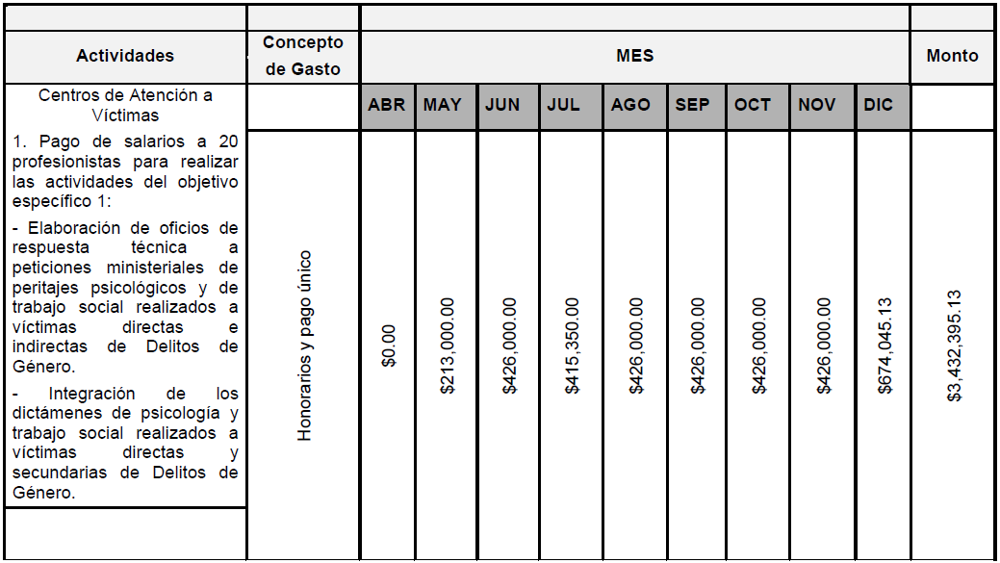 Actividades
Concepto
de Gasto
MES
Monto
Centros de Atención a
Víctimas
ABR
MAY
JUN
JUL
AGO
SEP
OCT
NOV
DIC
1. Pago de salarios a 20
profesionistas para realizar
las actividades del objetivo
específico 1:
- Elaboración de oficios de
respuesta técnica a
peticiones ministeriales de
peritajes psicológicos y de
trabajo social realizados a
víctimas directas e
indirectas de Delitos de
Género.
- Integración de los
dictámenes de psicología y
trabajo social realizados a
víctimas directas y
secundarias de Delitos de
Género.
Honorarios y pago único
$0.00
$213,000.00
$426,000.00
$415,350.00
$426,000.00
$426,000.00
$426,000.00
$426,000.00
$674,045.13
$3,432,395.13